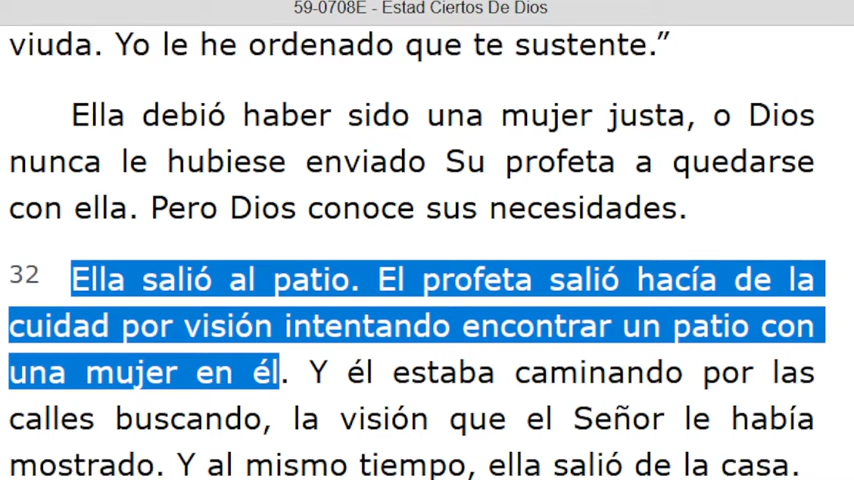 59-0708E - Estad Ciertos De Dios
viuda. Yo le he ordenado que te sustente.”
Ella debió haber sido una mujer justa, o Dios
nunca le hubiese enviado Su profeta a quedarse
con ella. Pero Dios conoce sus necesidades.
32 Ella salió al patio. El profeta salió hacía de la
cuidad por visión intentando encontrar un patio con
una mujer en él. Y él estaba caminando por las
calles buscando, la visión que el Señor le había
mostrado. Y al mismo tiempo, ella salió de la casa.